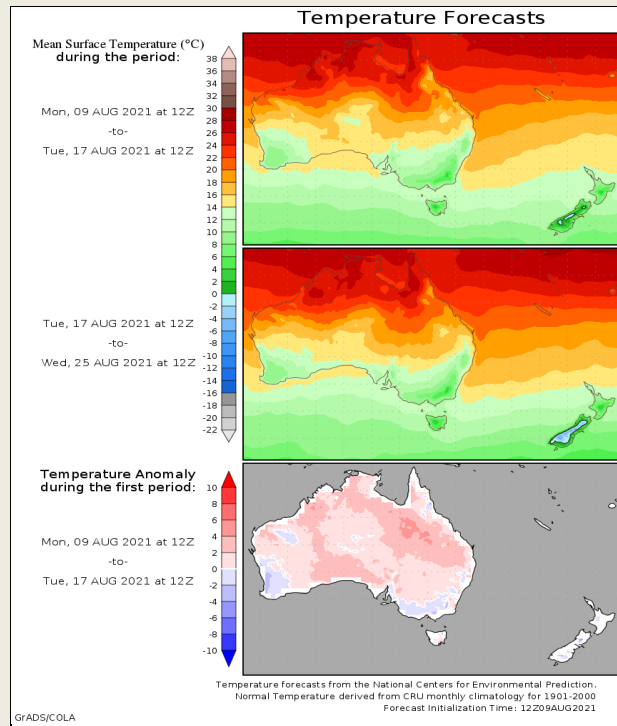 Temperature Forecasts
Mean Surface Temperature (°C)
during the period:
Mon, 09 AUG 2021 at 12Z
-to-
Tue, 17 AUG 2021 at 12Z
38
36
34
32
30
28
26
24
22
20
18
16
14
12
10
8
6
4
2
0
-2
-4
-6
-8
-10
-12
-14
-16
-18
-20
-22
Tue, 17 AUG 2021 at 12Z
-to-
Wed, 25 AUG 2021 at 12Z
Temperature Anomaly
during the first period:
Mon, 09 AUG 2021 at 12Z
-to-
Tue, 17 AUG 2021 at 12Z
10
8
6
4
2
0
-2
-4
-6
-8
-10
Temperature forecasts from the National Centers for Environmental Prediction.
Normal Temperature derived from CRU monthly climatology for 1901-2000
Forecast Initialization Time: 12Z09AUG2021
GrADS/COLA